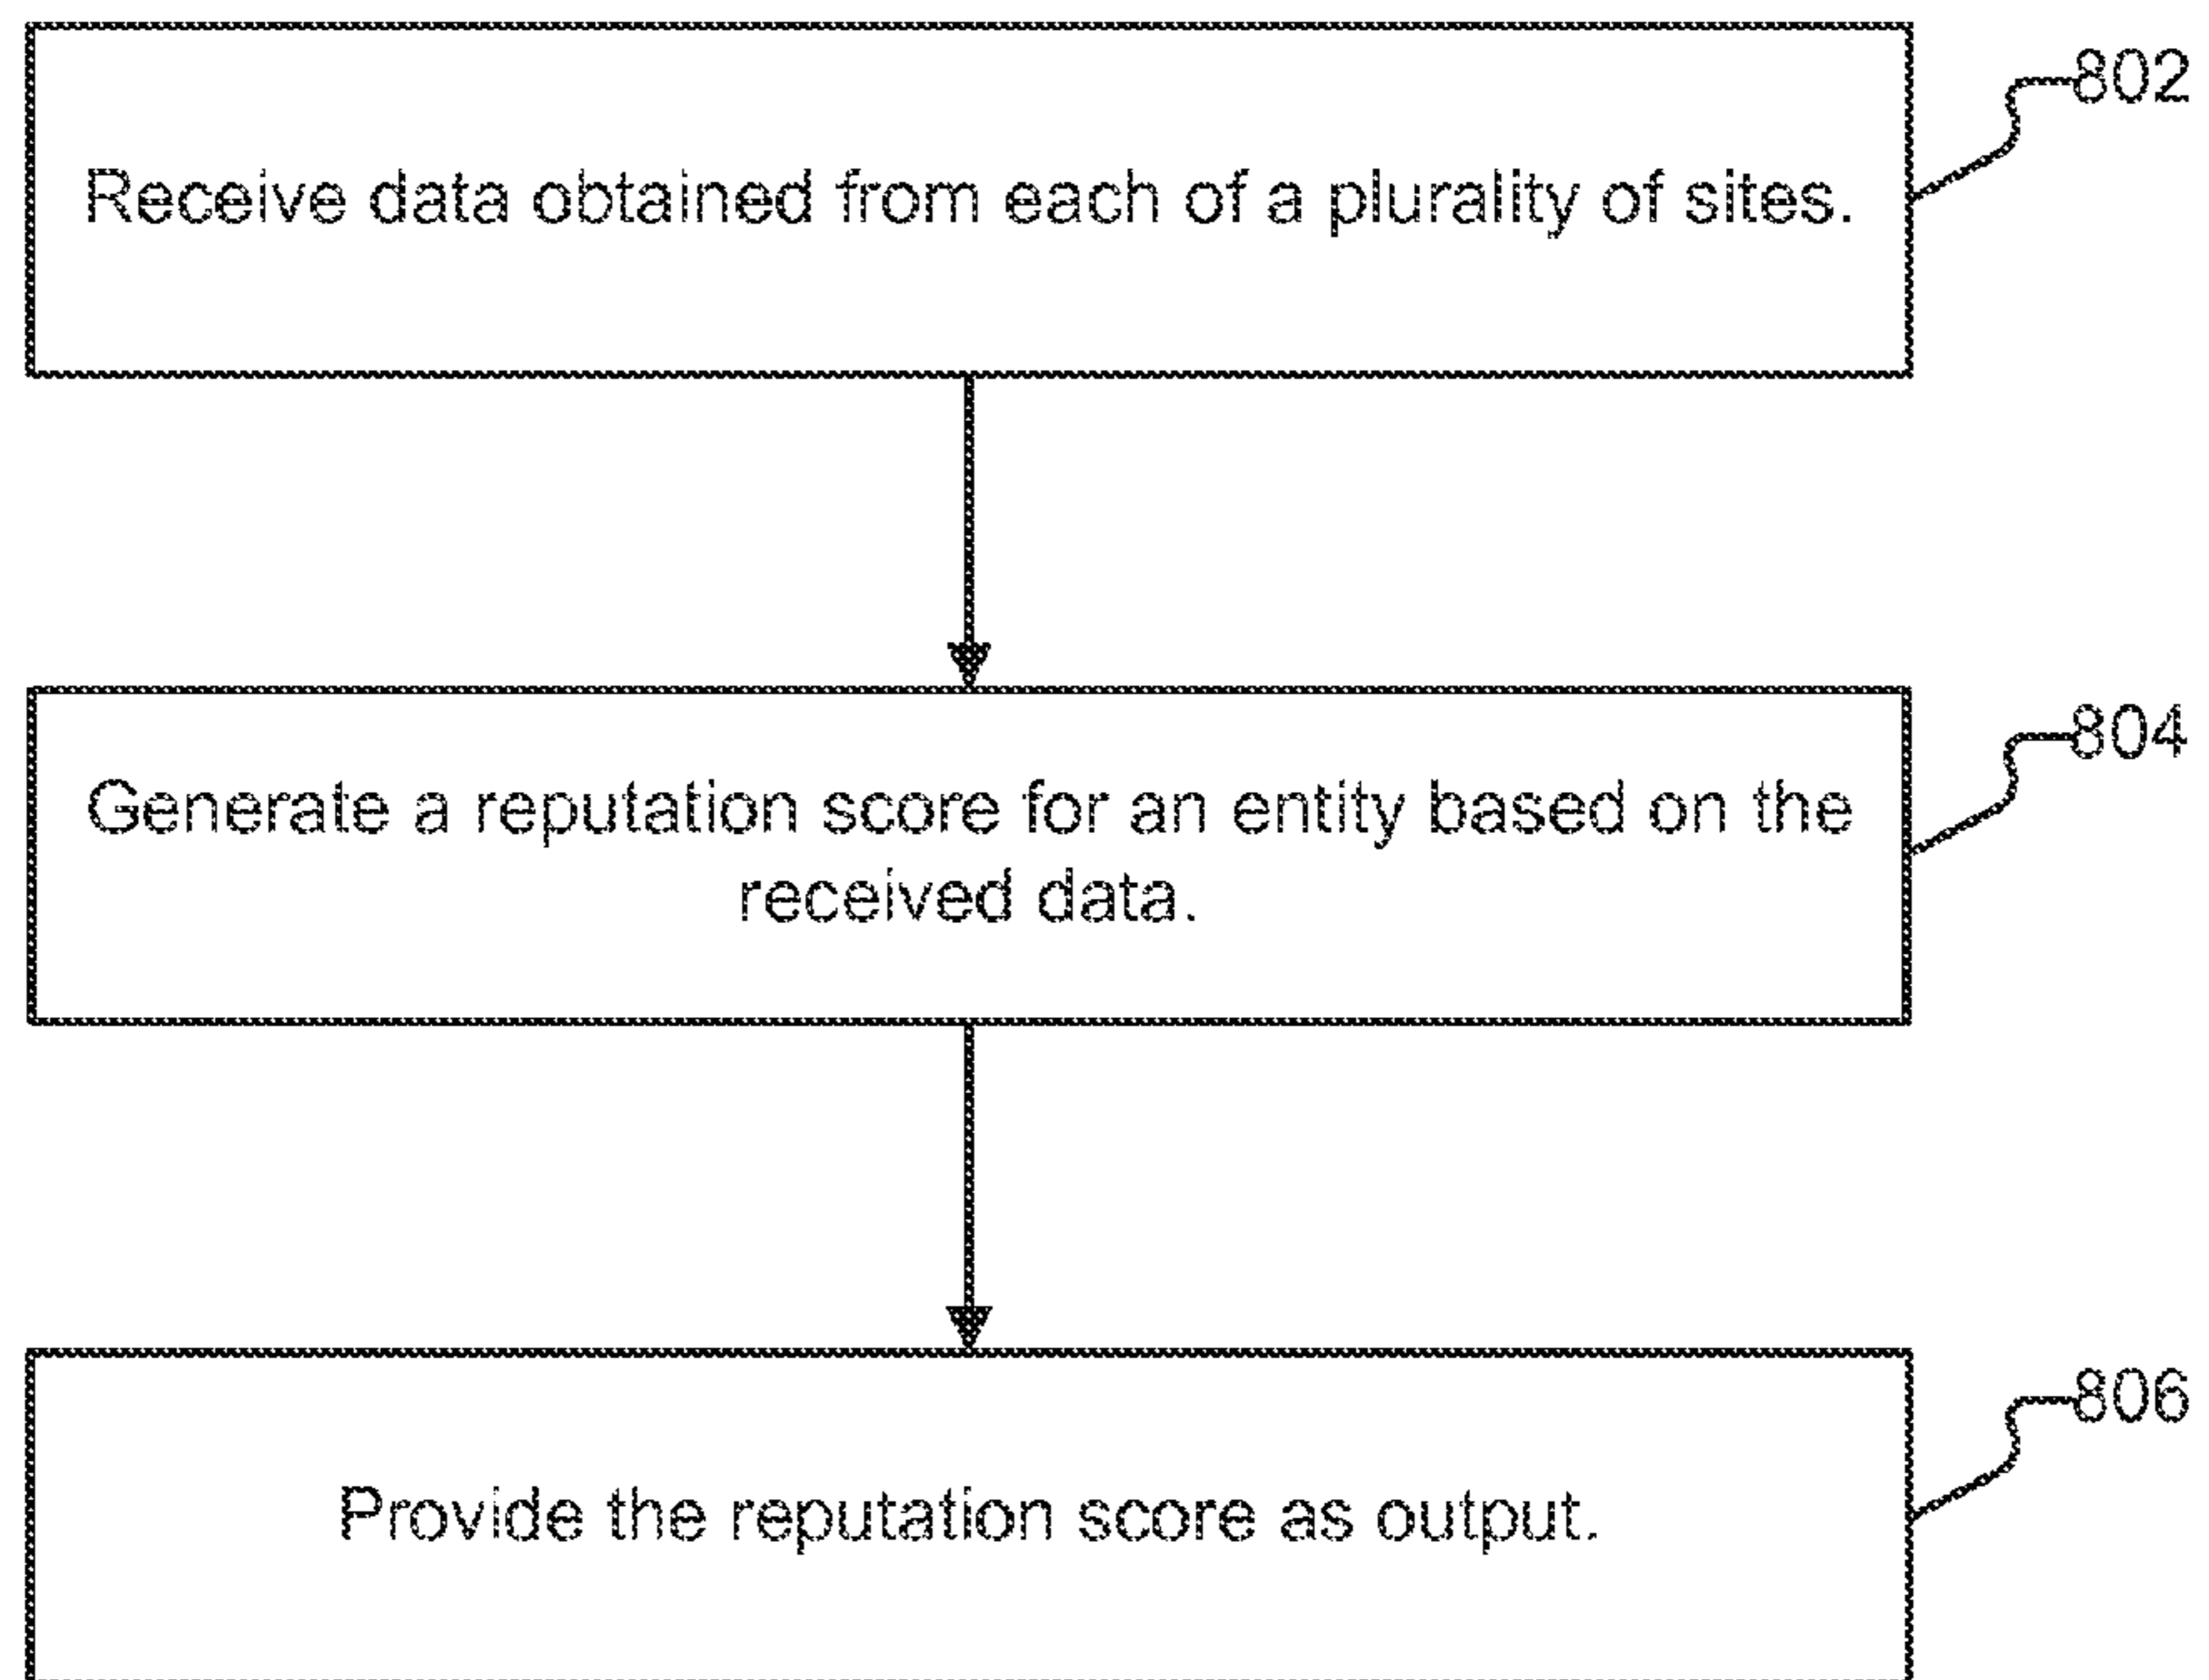 802
Receive data obtained from each of a plurality of sites.
804
Generate a reputation score for an entity based on the
received data.
806
Provide the reputation score as output.